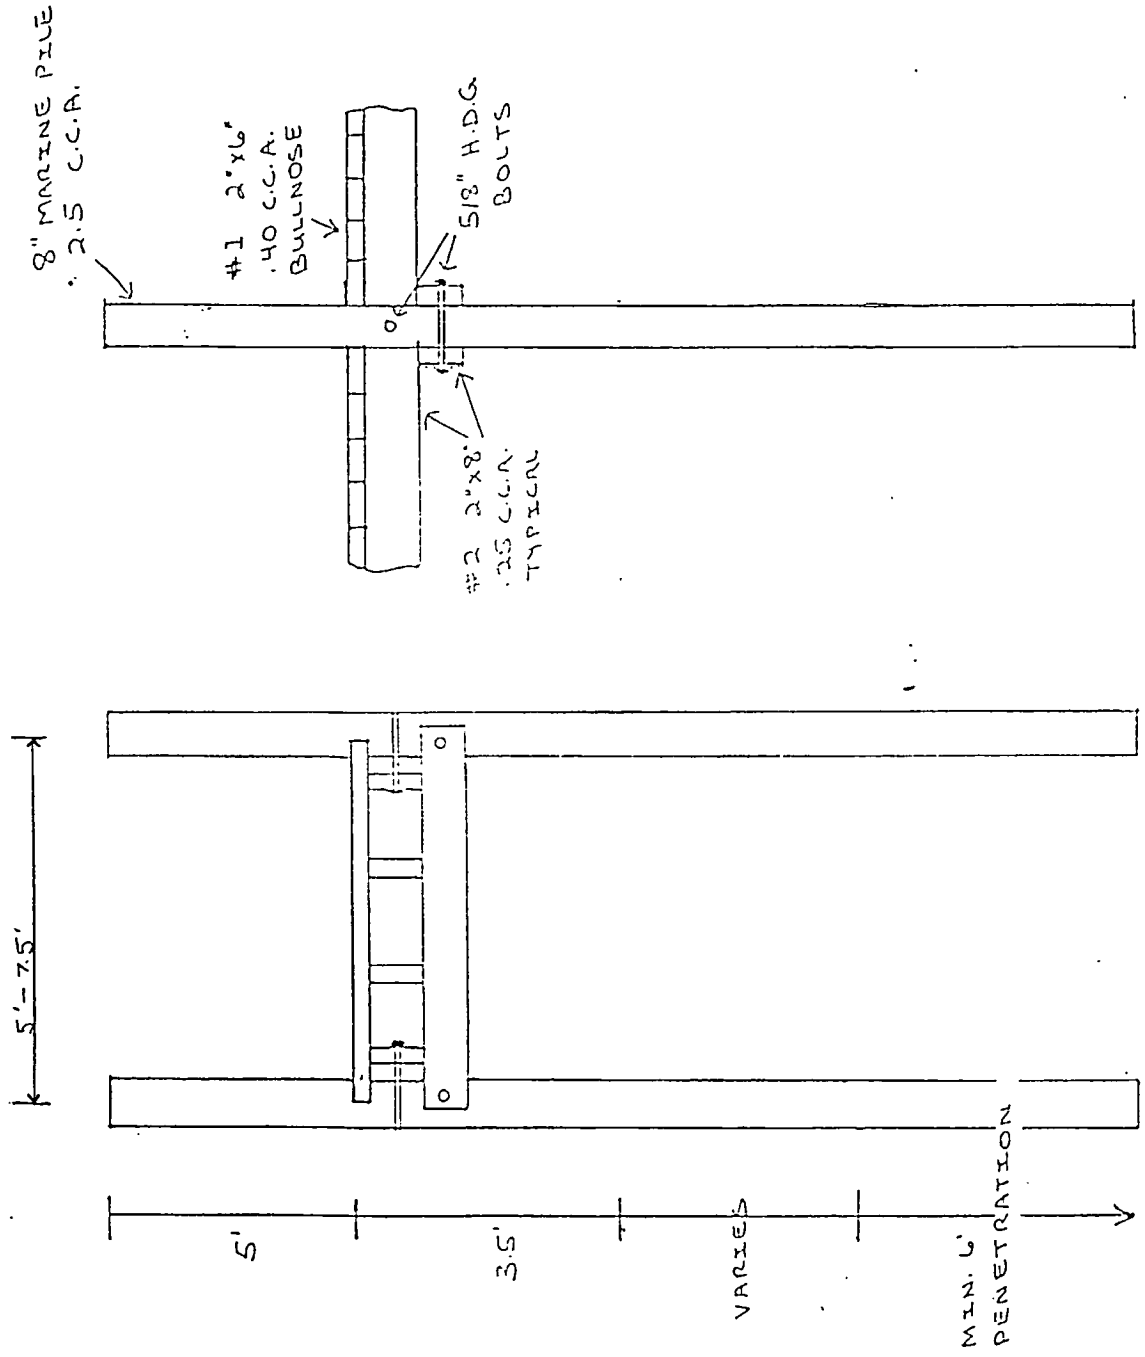 8" MARINE PILE
2.5 C.C.A.
#1 2"x6"
.40 C.C.A.
BULLNOSE
5/8" H.D.G.
BOLTS
#2 2"x8"
.25 C.C.A.
TYPICAL
5'-7.5'
5'
3.5'
VARIES
MIN. 6'
PENETRATION